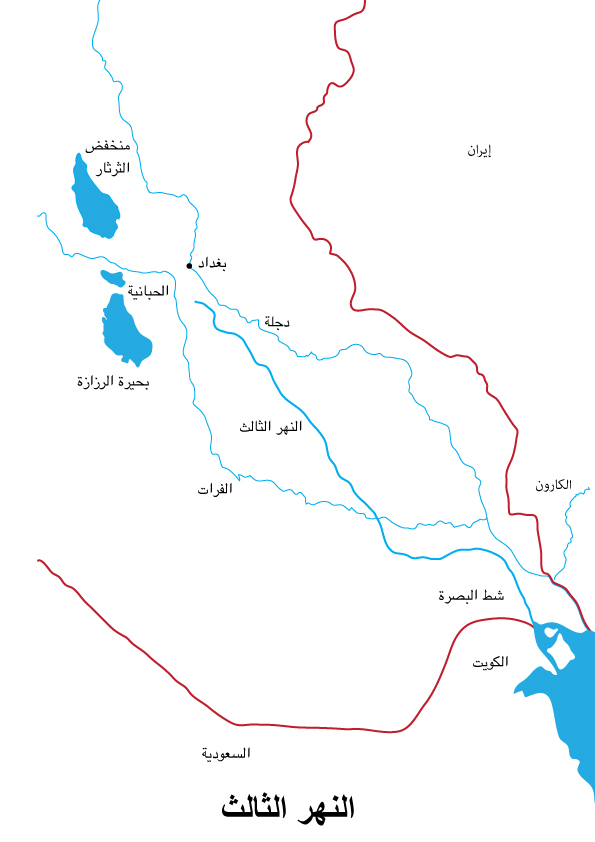 منخفض
الثرثار
إيران
بغداد
الحبانية
دجلة
بحيرة الرزازة
النهر الثالث
الفرات
الكارون
شط البصرة
الكويت
السعودية
النهر الثالث